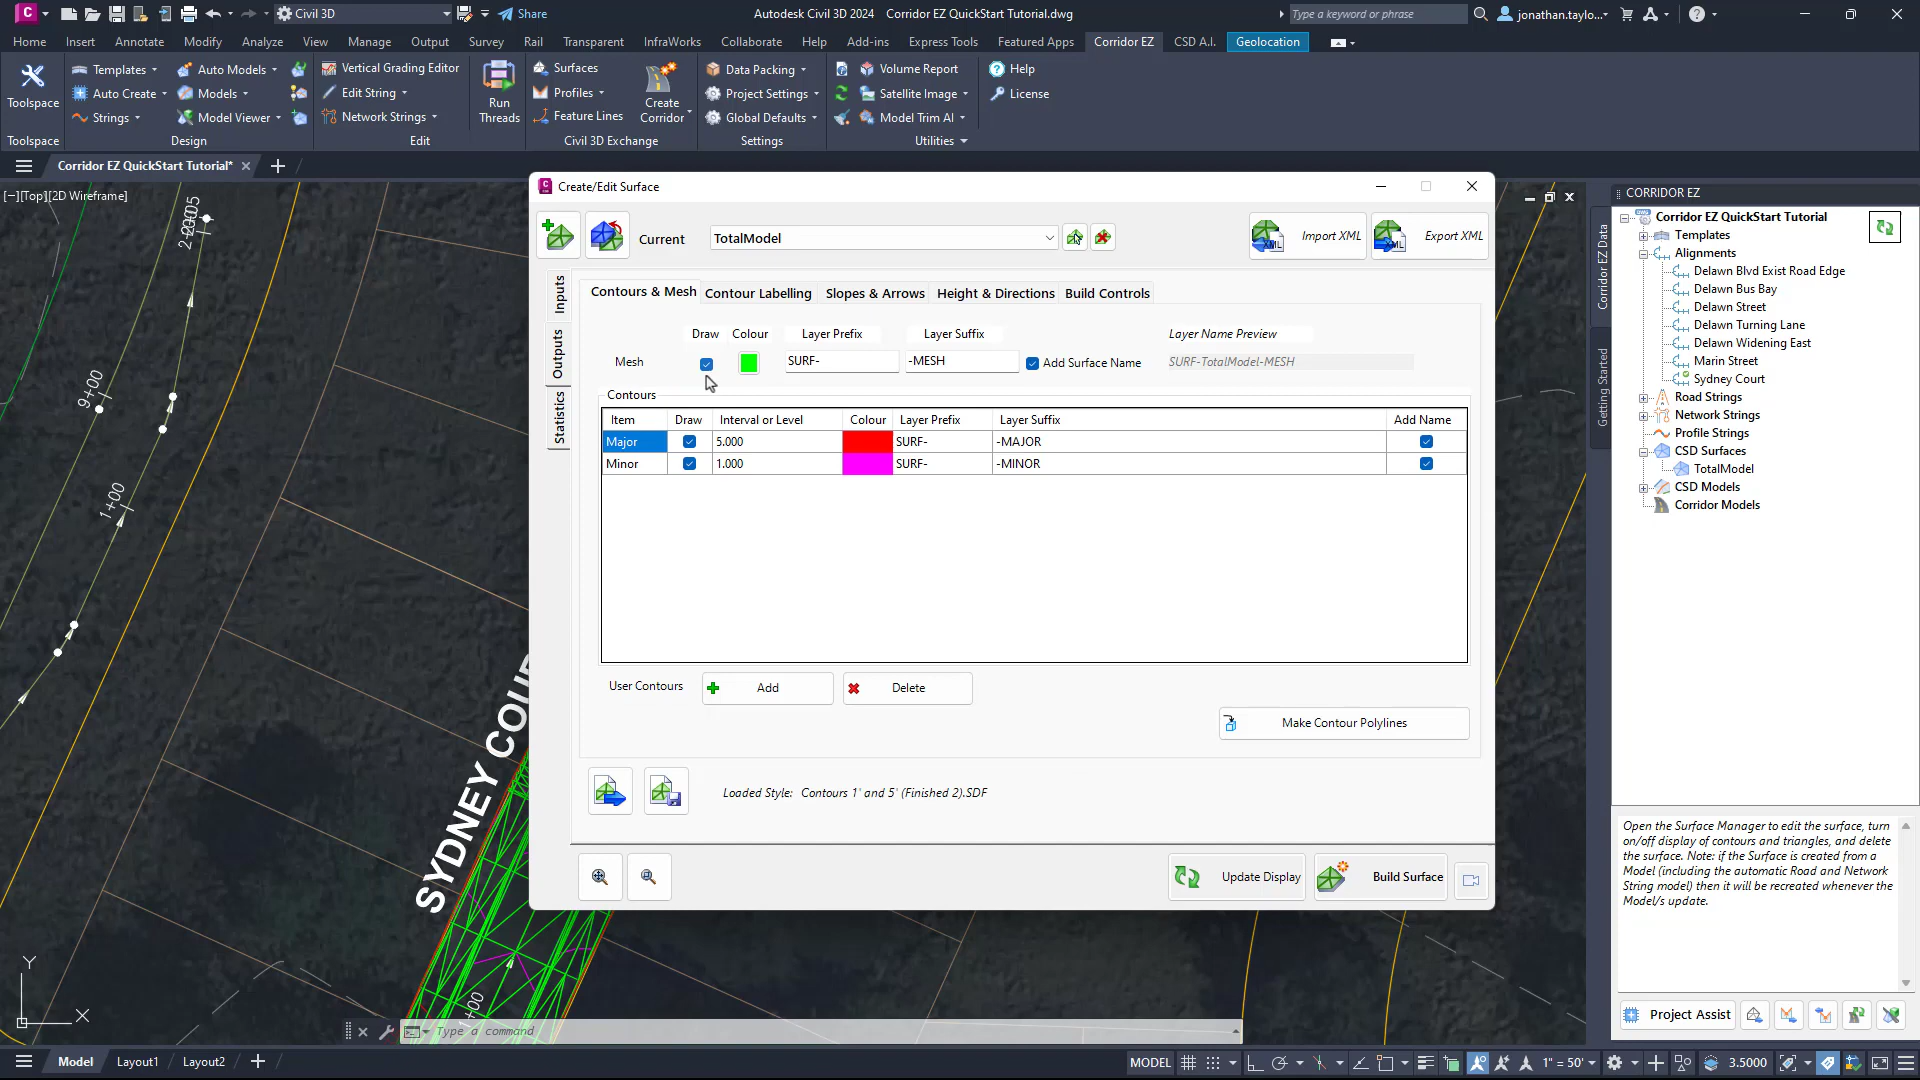 Civil 3D
Share
Autodesk Civil 3D 2024 Corridor EZ QuickStart Tutorial.dwg
Type a keyword or phrase
jonathan.taylo...
Home Insert Annotate Modify Analyze View Manage Output Survey Rail Transparent InfraWorks Collaborate Help Add-ins Express Tools Featured Apps Corridor EZ CSD A.I. Geolocation
Toolspace
Templates
Auto Create
Strings
Auto Models
Models
Model Viewer
Vertical Grading Editor
Edit String
Network Strings
Run
Threads
Surfaces
Profiles
Feature Lines
Create
Corridor
Data Packing
Project Settings
Global Defaults
Volume Report
Satellite Image
Model Trim AI
Help
License
Toolspace Design Edit Civil 3D Exchange Settings Utilities
Corridor EZ QuickStart Tutorial*
[−][Top][2D Wireframe]
9+00
1+00
SYDNEY COUR
1+00
Y
X
Create/Edit Surface
Current TotalModel
Import XML
Export XML
Inputs
Outputs
Statistics
Contours & Mesh Contour Labelling Slopes & Arrows Height & Directions Build Controls
Draw Colour Layer Prefix Layer Suffix Layer Name Preview
Mesh SURF- -MESH Add Surface Name SURF-TotalModel-MESH
Contours
Item Draw Interval or Level Colour Layer Prefix Layer Suffix Add Name
Major 5.000 SURF- -MAJOR
Minor 1.000 SURF- -MINOR
User Contours Add Delete
Make Contour Polylines
Loaded Style: Contours 1' and 5' (Finished 2).SDF
Update Display Build Surface
CORRIDOR EZ
Corridor EZ Data
Getting Started
Corridor EZ QuickStart Tutorial
Templates
Alignments
Delawn Blvd Exist Road Edge
Delawn Bus Bay
Delawn Street
Delawn Turning Lane
Delawn Widening East
Marin Street
Sydney Court
Road Strings
Network Strings
Profile Strings
CSD Surfaces
TotalModel
CSD Models
Corridor Models
Open the Surface Manager to edit the surface, turn
on/off display of contours and triangles, and delete
the surface. Note: if the Surface is created from a
Model (including the automatic Road and Network
String model) then it will be recreated whenever the
Model/s update.
Project Assist
Type a command
Model Layout1 Layout2
MODEL 1" = 50' 3.5000